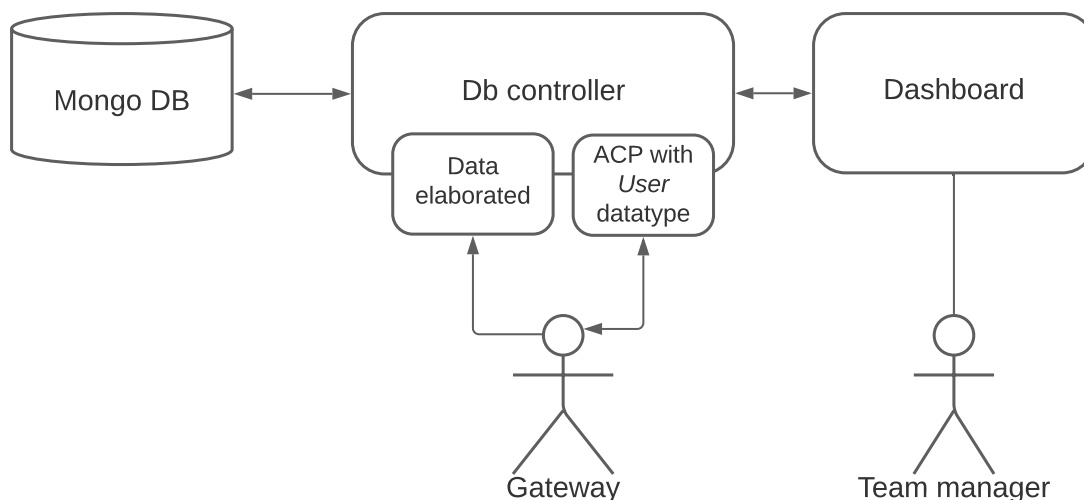 Mongo DB
Db controller
Dashboard
Data
elaborated
ACP with
User
datatype
Gateway
Team manager